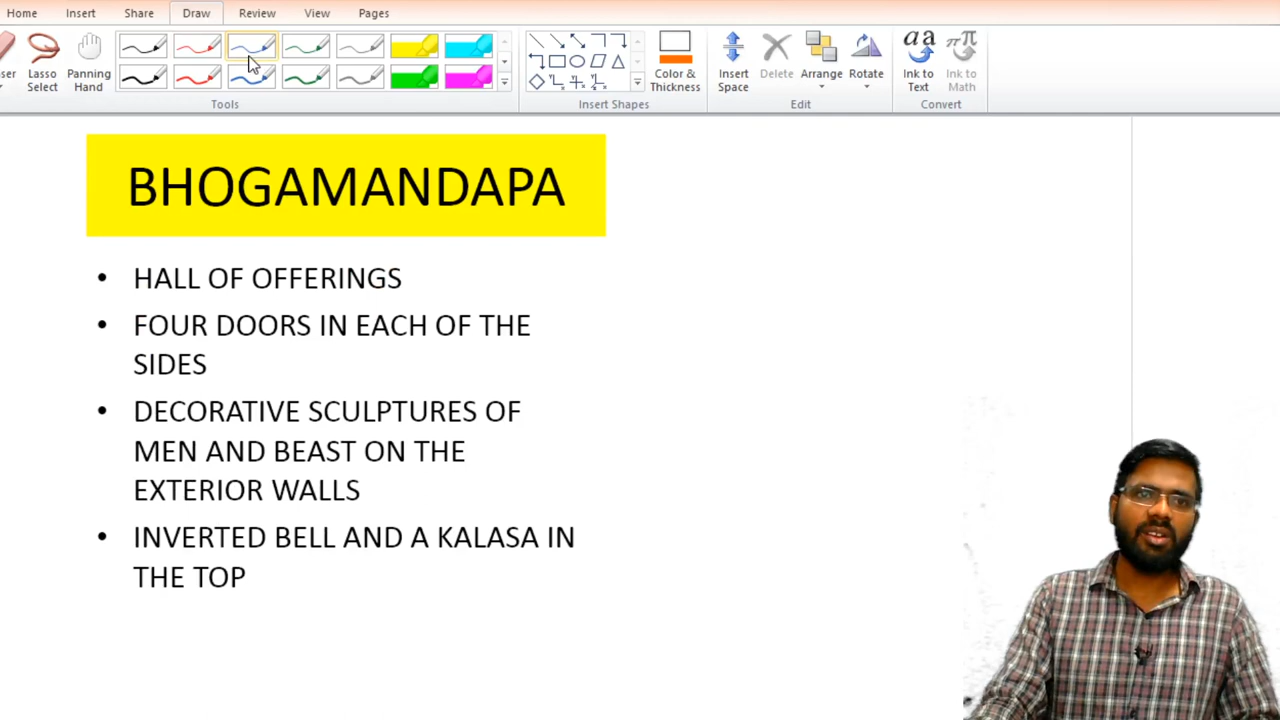 Home Insert Share Draw Review View Pages
Lasso Select
Panning Hand
Color & Thickness
Insert Space
Delete
Arrange
Rotate
Ink to Text
Ink to Math
Tools Insert Shapes Edit Convert
BHOGAMANDAPA
• HALL OF OFFERINGS
• FOUR DOORS IN EACH OF THE
SIDES
• DECORATIVE SCULPTURES OF
MEN AND BEAST ON THE
EXTERIOR WALLS
• INVERTED BELL AND A KALASA IN
THE TOP